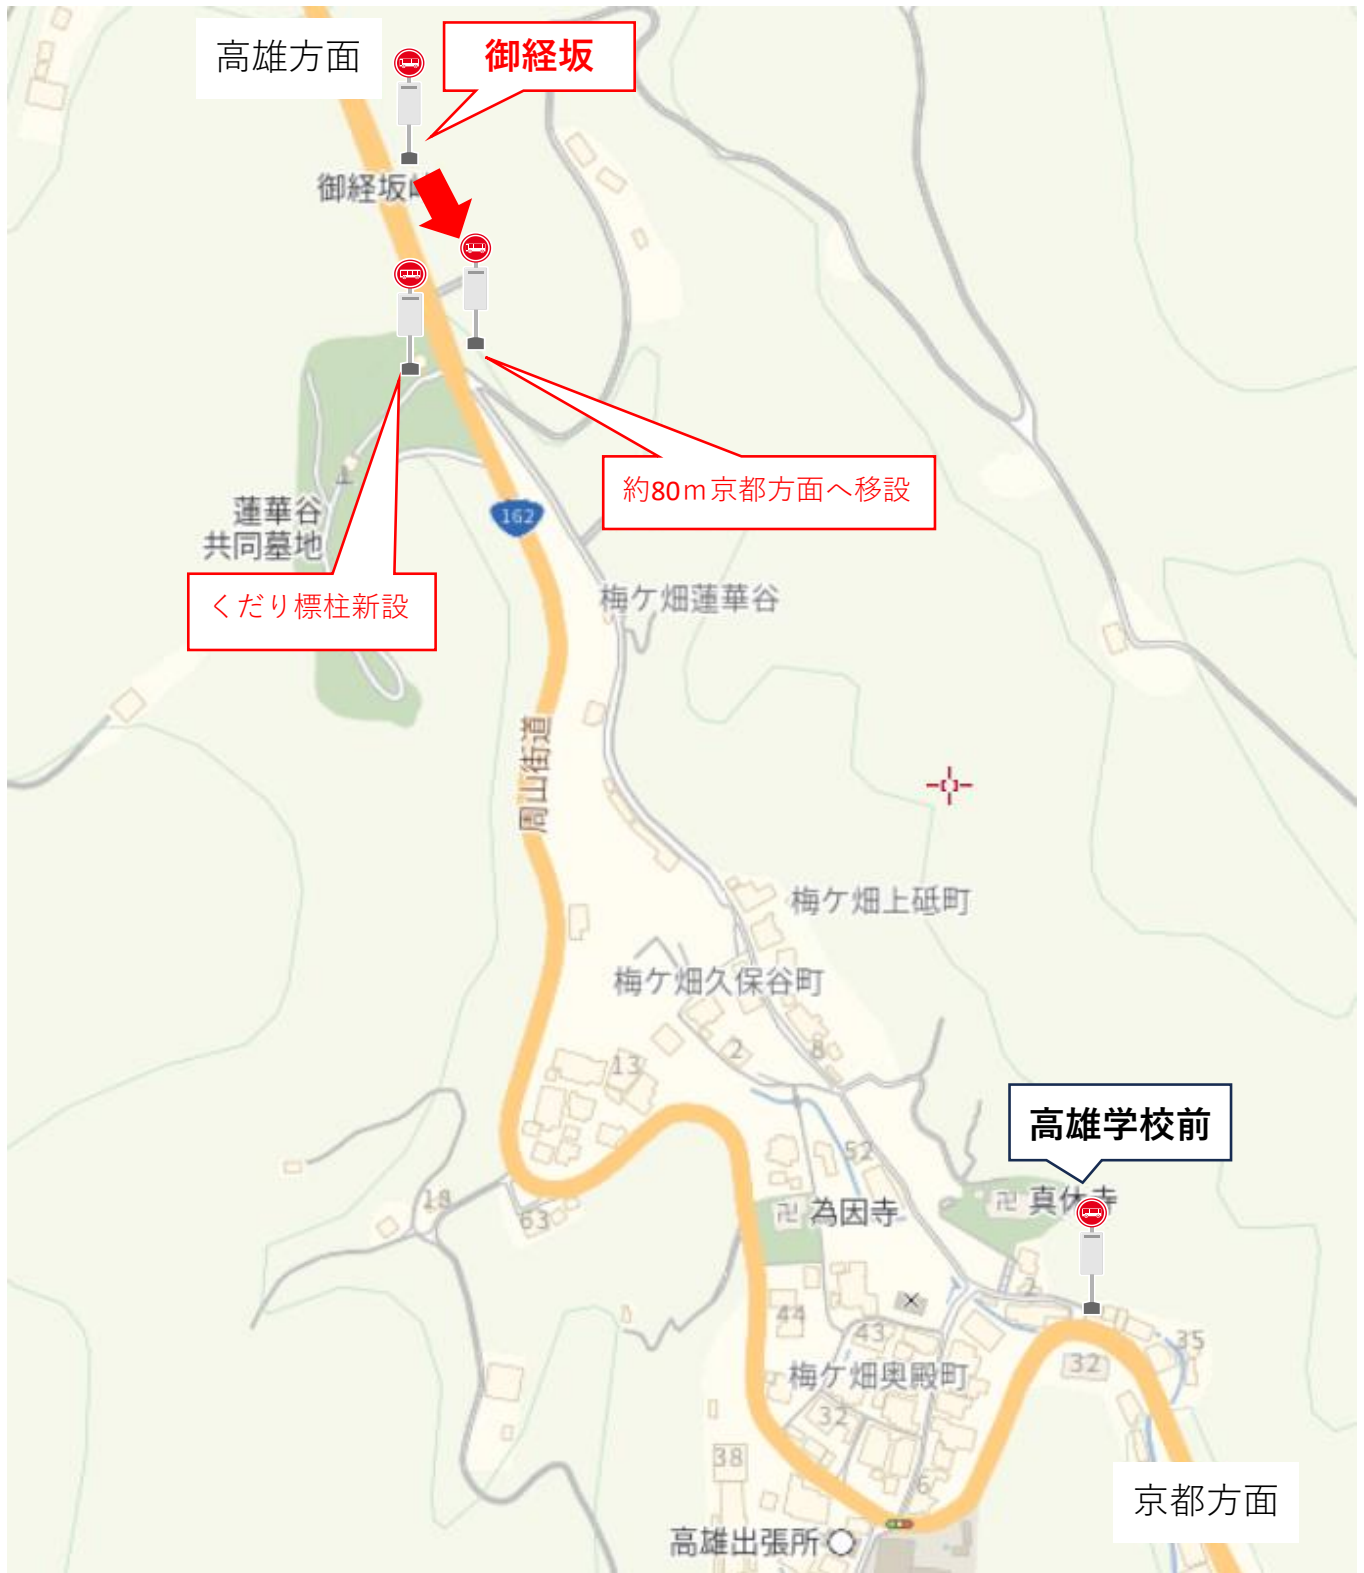 高雄方面
御経坂
御経坂
約80m京都方面へ移設
162
蓮華谷
共同墓地
くだり標柱新設
梅ケ畑蓮華谷
周山街道
梅ケ畑上砥町
梅ケ畑久保谷町
2
8
13
高雄学校前
52
18
63
卍 為因寺
卍 真休寺
2
44
43
35
32
梅ケ畑奥殿町
32
38
6
京都方面
高雄出張所